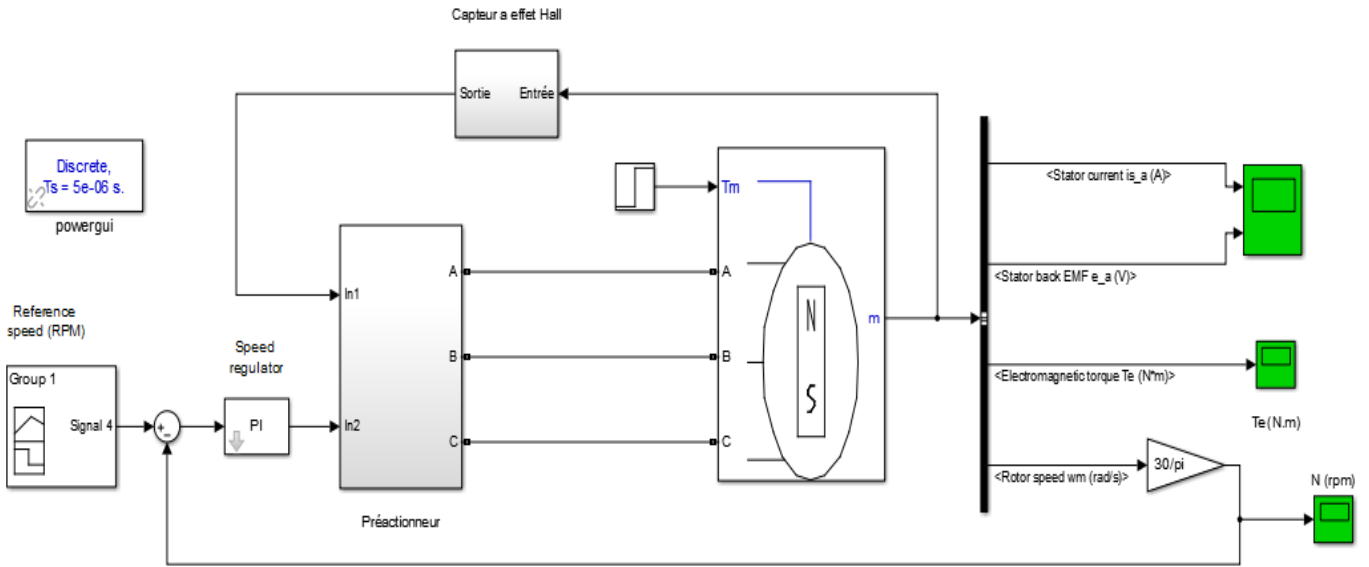 Capteur a effet Hall
Sortie
Entrée
Discrete,
Ts = 5e-06 s.
powergui
Tm
<Stator current is_a (A)>
A
A
In1
<Stator back EMF e_a (V)>
Reference
speed (RPM)
N
m
Speed
regulator
B
B
<Electromagnetic torque Te (N*m)>
Group 1
S
Signal 4
+
-
PI
In2
C
C
Te (N.m)
30/pi
<Rotor speed wm (rad/s)>
N (rpm)
Préactionneur